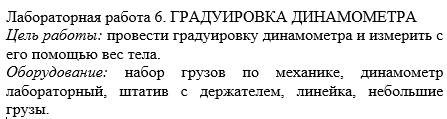 Лабораторная работа 6. ГРАДУИРОВКА ДИНАМОМЕТРА
Цель работы: провести градуировку динамометра и измерить с
его помощью вес тела.
Оборудование: набор грузов по механике, динамометр
лабораторный, штатив с держателем, линейка, небольшие
грузы.